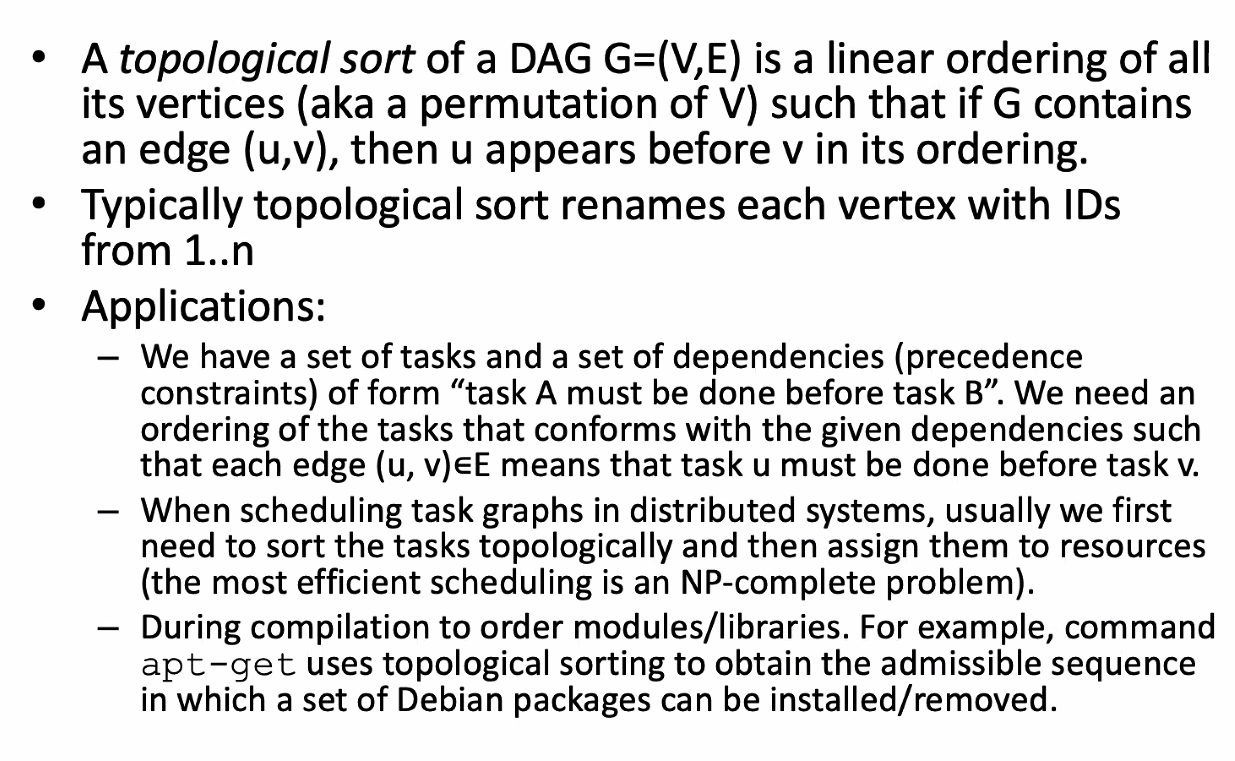 • A topological sort of a DAG G=(V,E) is a linear ordering of all
its vertices (aka a permutation of V) such that if G contains
an edge (u,v), then u appears before v in its ordering.
• Typically topological sort renames each vertex with IDs
from 1..n
• Applications:
– We have a set of tasks and a set of dependencies (precedence
constraints) of form “task A must be done before task B”. We need an
ordering of the tasks that conforms with the given dependencies such
that each edge (u, v)∈E means that task u must be done before task v.
– When scheduling task graphs in distributed systems, usually we first
need to sort the tasks topologically and then assign them to resources
(the most efficient scheduling is an NP-complete problem).
– During compilation to order modules/libraries. For example, command
apt-get uses topological sorting to obtain the admissible sequence
in which a set of Debian packages can be installed/removed.